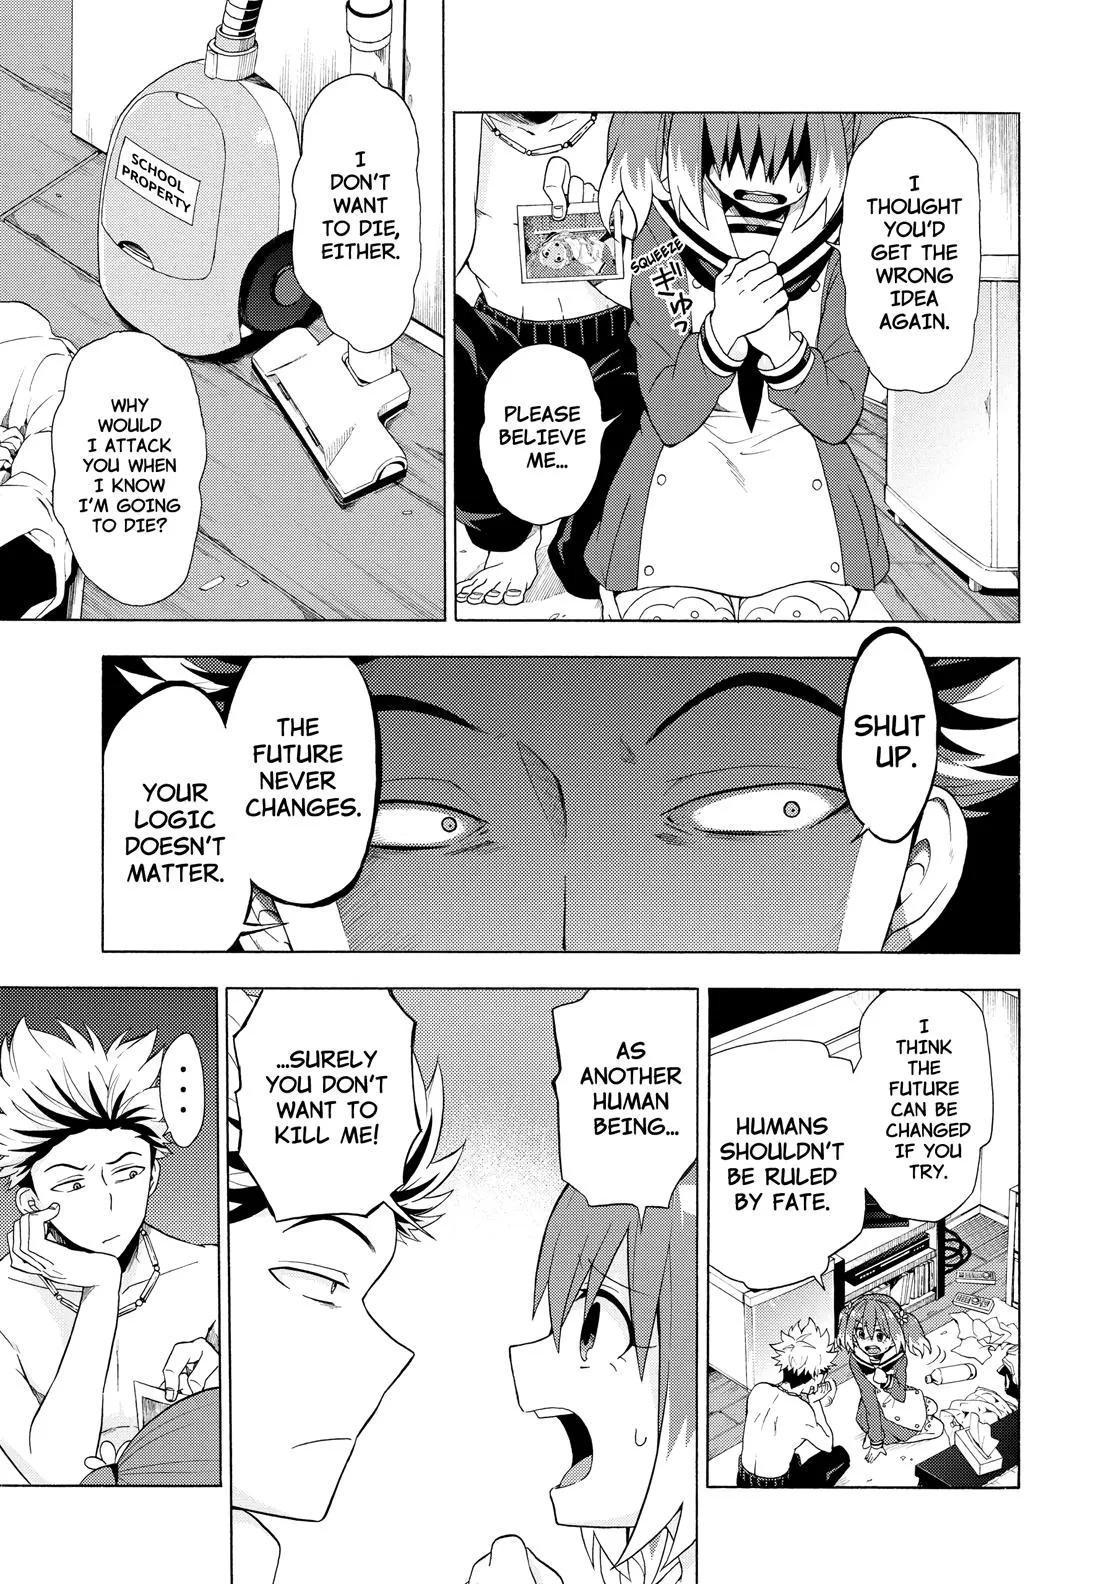 I
THOUGHT
YOU'D
GET THE
WRONG
IDEA
AGAIN.
SQUEEZE
ギュッ
PLEASE
BELIEVE
ME...
I
DON'T
WANT
TO DIE,
EITHER.
SCHOOL
PROPERTY
WHY
WOULD
I ATTACK
YOU WHEN
I KNOW
I'M GOING
TO DIE?
SHUT
UP.
THE
FUTURE
NEVER
CHANGES.
YOUR
LOGIC
DOESN'T
MATTER.
I
THINK
THE
FUTURE
CAN BE
CHANGED
IF YOU
TRY.
HUMANS
SHOULDN'T
BE RULED
BY FATE.
AS
ANOTHER
HUMAN
BEING...
...SURELY
YOU DON'T
WANT TO
KILL ME!
...